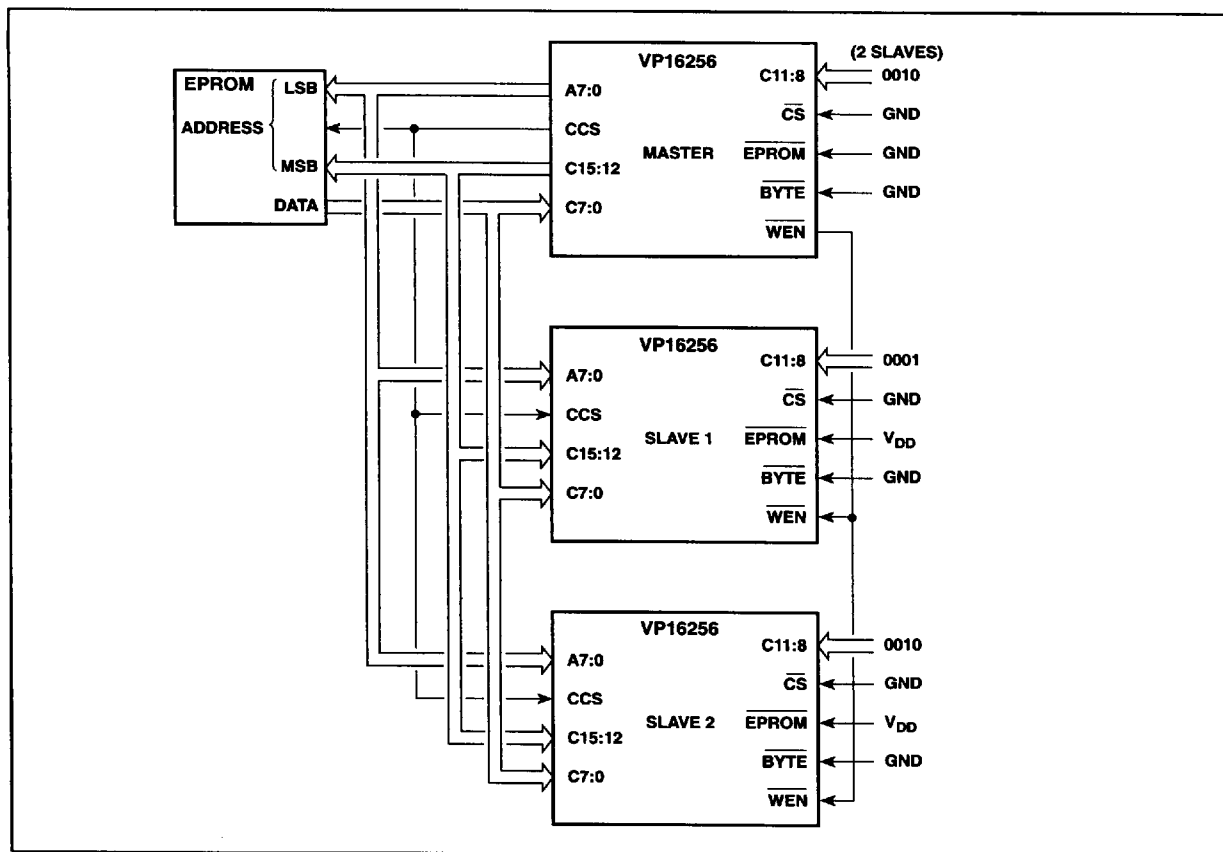 EPROM
LSB
ADDRESS
MSB
DATA
VP16256
MASTER
A7:0
CCS
C15:12
C7:0
(2 SLAVES)
C11:8 0010
CS GND
EPROM GND
BYTE GND
WEN
VP16256
SLAVE 1
A7:0
CCS
C15:12
C7:0
C11:8 0001
CS GND
EPROM VDD
BYTE GND
WEN
VP16256
SLAVE 2
A7:0
CCS
C15:12
C7:0
C11:8 0010
CS GND
EPROM VDD
BYTE GND
WEN